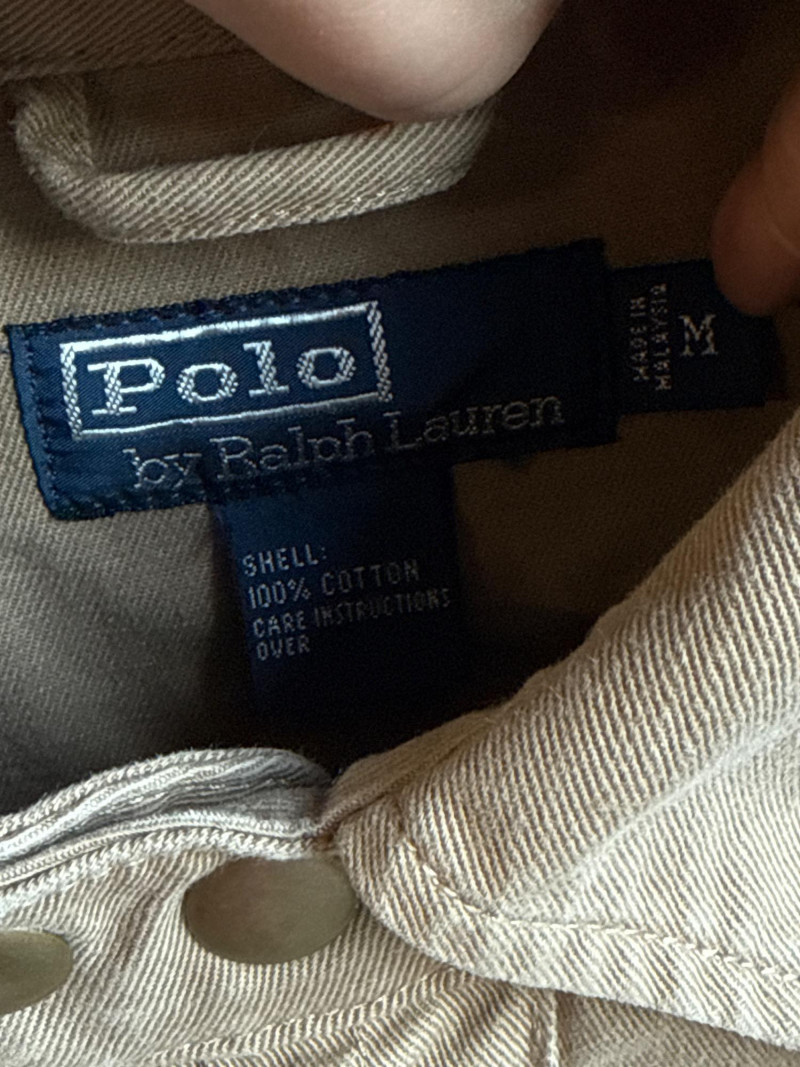 Polo
by Ralph Lauren
MADE IN
MALAYSIA
M
SHELL:
100% COTTON
CARE INSTRUCTIONS
OVER